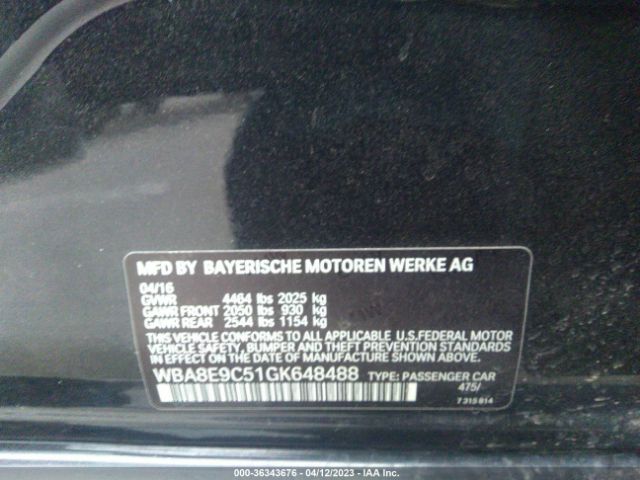 MFD BY BAYERISCHE MOTOREN WERKE AG
04/16
GVWR 4464 lbs 2025 kg
GAWR FRONT 2050 lbs 930 kg
GAWR REAR 2544 lbs 1154 kg
THIS VEHICLE CONFORMS TO ALL APPLICABLE U.S.FEDERAL MOTOR
VEHICLE SAFETY, BUMPER AND THEFT PREVENTION STANDARDS
IN EFFECT ON THE DATE OF MANUFACTURE SHOWN ABOVE.
WBA8E9C51GK648488 TYPE: PASSENGER CAR
475/
7315814
000-36343676 - 04/12/2023 - IAA Inc.